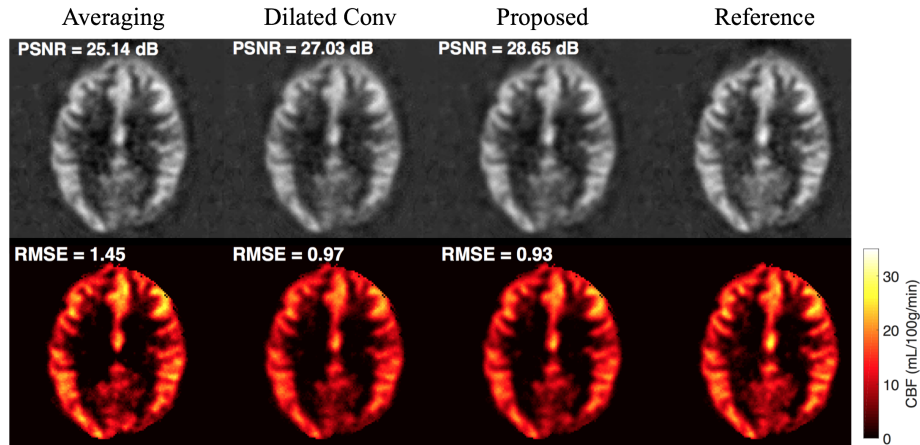 Averaging Dilated Conv Proposed Reference
PSNR = 25.14 dB PSNR = 27.03 dB PSNR = 28.65 dB
RMSE = 1.45 RMSE = 0.97 RMSE = 0.93
30
20
10
0
CBF (mL/100g/min)